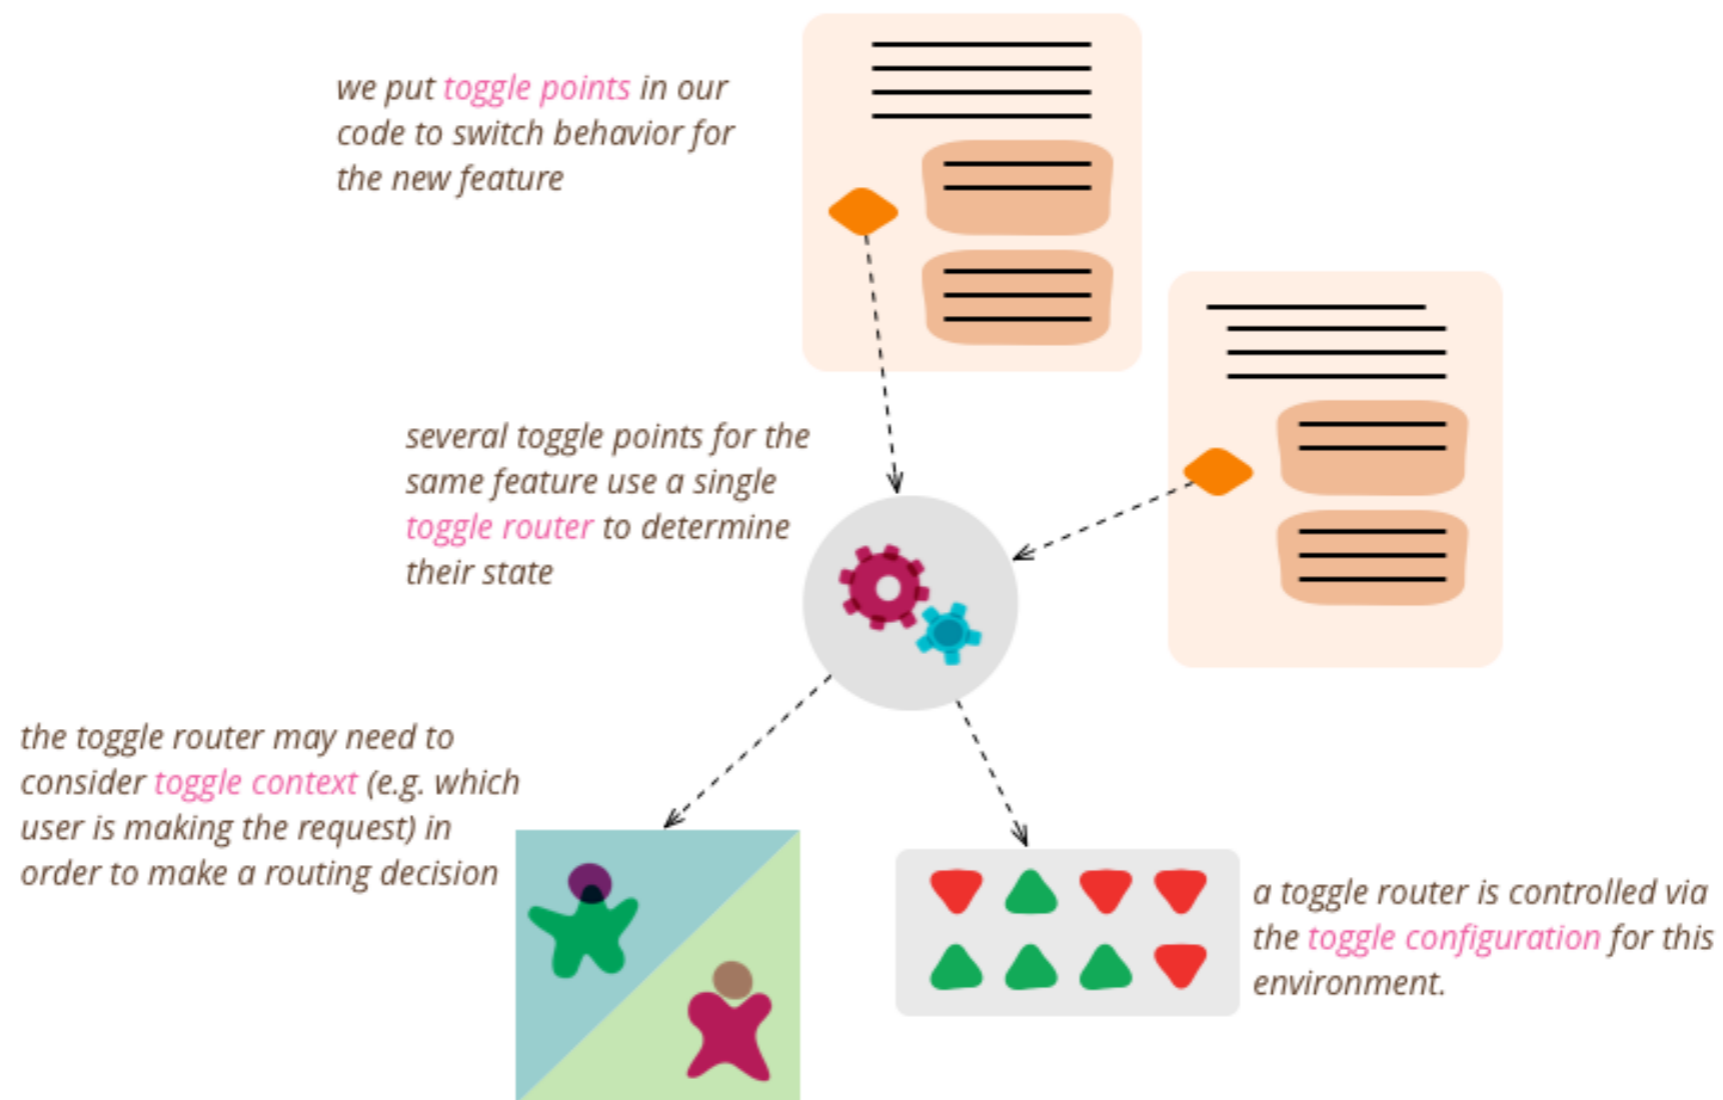 we put toggle points in our
code to switch behavior for
the new feature
several toggle points for the
same feature use a single
toggle router to determine
their state
the toggle router may need to
consider toggle context (e.g. which
user is making the request) in
order to make a routing decision
a toggle router is controlled via
the toggle configuration for this
environment.